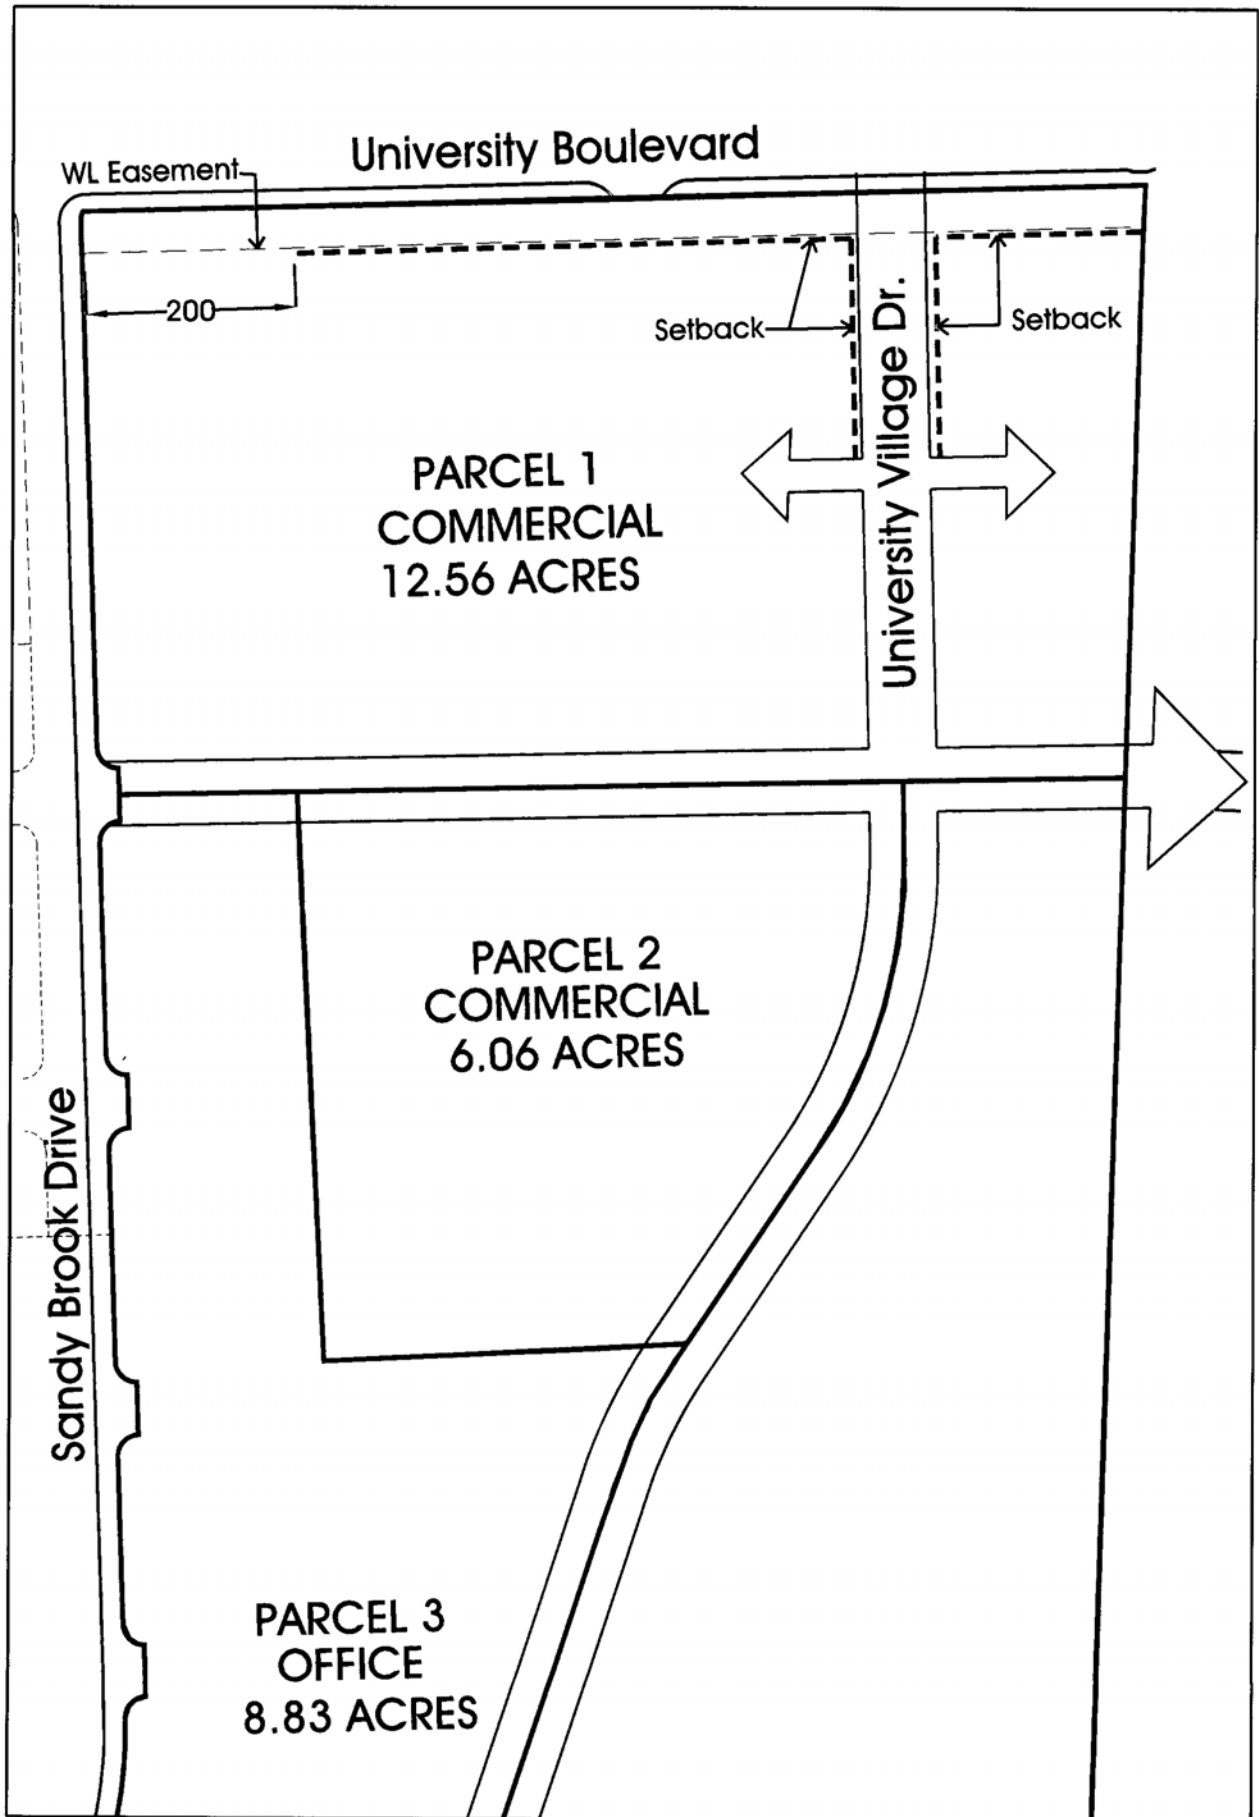 University Boulevard
WL Easement
200
Setback
Setback
University Village Dr.
PARCEL 1
COMMERCIAL
12.56 ACRES
PARCEL 2
COMMERCIAL
6.06 ACRES
Sandy Brook Drive
PARCEL 3
OFFICE
8.83 ACRES